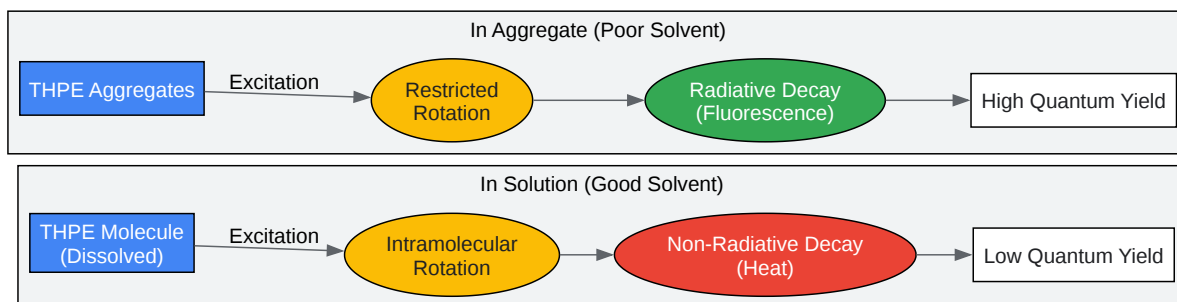 In Aggregate (Poor Solvent)
THPE Aggregates
Excitation
Restricted
Rotation
Radiative Decay
(Fluorescence)
High Quantum Yield
In Solution (Good Solvent)
THPE Molecule
(Dissolved)
Excitation
Intramolecular
Rotation
Non-Radiative Decay
(Heat)
Low Quantum Yield